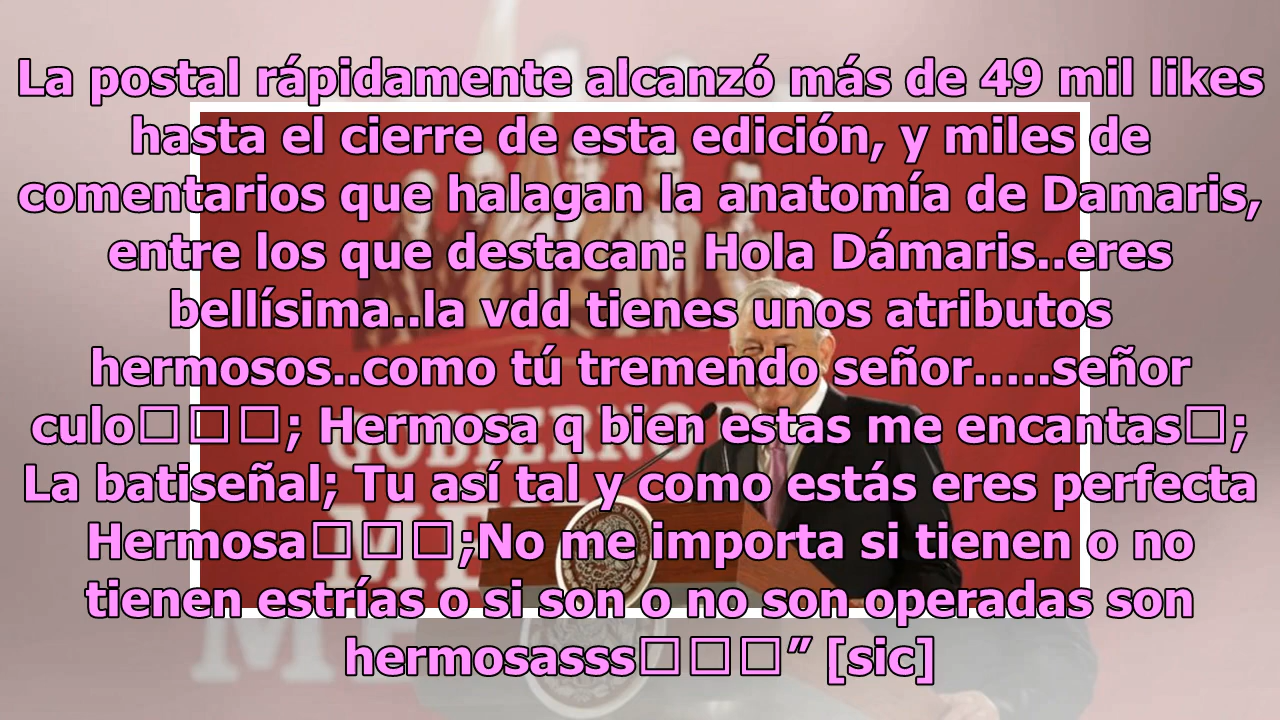 La postal rápidamente alcanzó más de 49 mil likes
hasta el cierre de esta edición, y miles de
comentarios que halagan la anatomía de Damaris,
entre los que destacan: Hola Dámaris..eres
bellísima..la vdd tienes unos atributos
hermosos..como tú tremendo señor.....señor
culo□□□; Hermosa q bien estas me encantas□;
La batiseñal; Tu así tal y como estás eres perfecta
Hermosa□□□;No me importa si tienen o no
tienen estrías o si son o no son operadas son
hermosasss□□□” [sic]
GOBIERNO